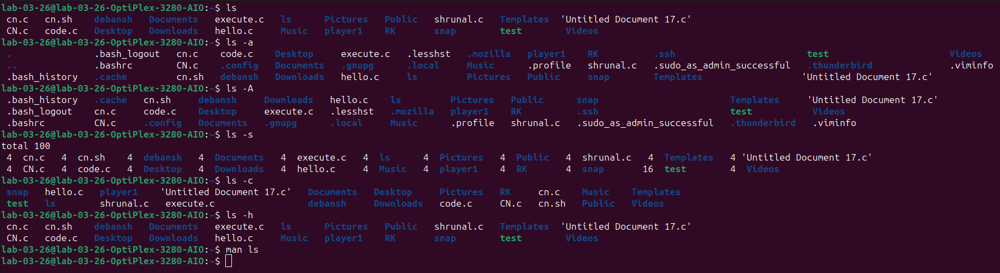 lab-03-26@lab-03-26-OptiPlex-3280-AIO:~$ ls
cn.c cn.sh debansh Documents execute.c ls Pictures Public shrunal.c Templates 'Untitled Document 17.c'
CN.c code.c Desktop Downloads hello.c Music player1 RK snap test Videos
lab-03-26@lab-03-26-OptiPlex-3280-AIO:~$ ls -a
. .bash_logout cn.c code.c Desktop execute.c .lesshst .mozilla player1 RK .ssh test Videos
.. .bashrc CN.c .config Documents .gnupg .local Music .profile shrunal.c .sudo_as_admin_successful .thunderbird .viminfo
.bash_history .cache cn.sh debansh Downloads hello.c ls Pictures Public snap Templates 'Untitled Document 17.c'
lab-03-26@lab-03-26-OptiPlex-3280-AIO:~$ ls -A
.bash_history .cache cn.sh debansh Downloads hello.c ls Pictures Public snap Templates 'Untitled Document 17.c'
.bash_logout cn.c code.c Desktop execute.c .lesshst .mozilla player1 RK .ssh test Videos
.bashrc CN.c .config Documents .gnupg .local Music .profile shrunal.c .sudo_as_admin_successful .thunderbird .viminfo
lab-03-26@lab-03-26-OptiPlex-3280-AIO:~$ ls -s
total 100
4 cn.c 4 cn.sh 4 debansh 4 Documents 4 execute.c 4 ls 4 Pictures 4 Public 4 shrunal.c 4 Templates 4 'Untitled Document 17.c'
4 CN.c 4 code.c 4 Desktop 4 Downloads 4 hello.c 4 Music 4 player1 4 RK 4 snap 16 test 4 Videos
lab-03-26@lab-03-26-OptiPlex-3280-AIO:~$ ls -c
snap hello.c player1 'Untitled Document 17.c' Documents Desktop Pictures RK cn.c Music Templates
test ls shrunal.c execute.c debansh Downloads code.c CN.c cn.sh Public Videos
lab-03-26@lab-03-26-OptiPlex-3280-AIO:~$ ls -h
cn.c cn.sh debansh Documents execute.c ls Pictures Public shrunal.c Templates 'Untitled Document 17.c'
CN.c code.c Desktop Downloads hello.c Music player1 RK snap test Videos
lab-03-26@lab-03-26-OptiPlex-3280-AIO:~$ man ls
lab-03-26@lab-03-26-OptiPlex-3280-AIO:~$